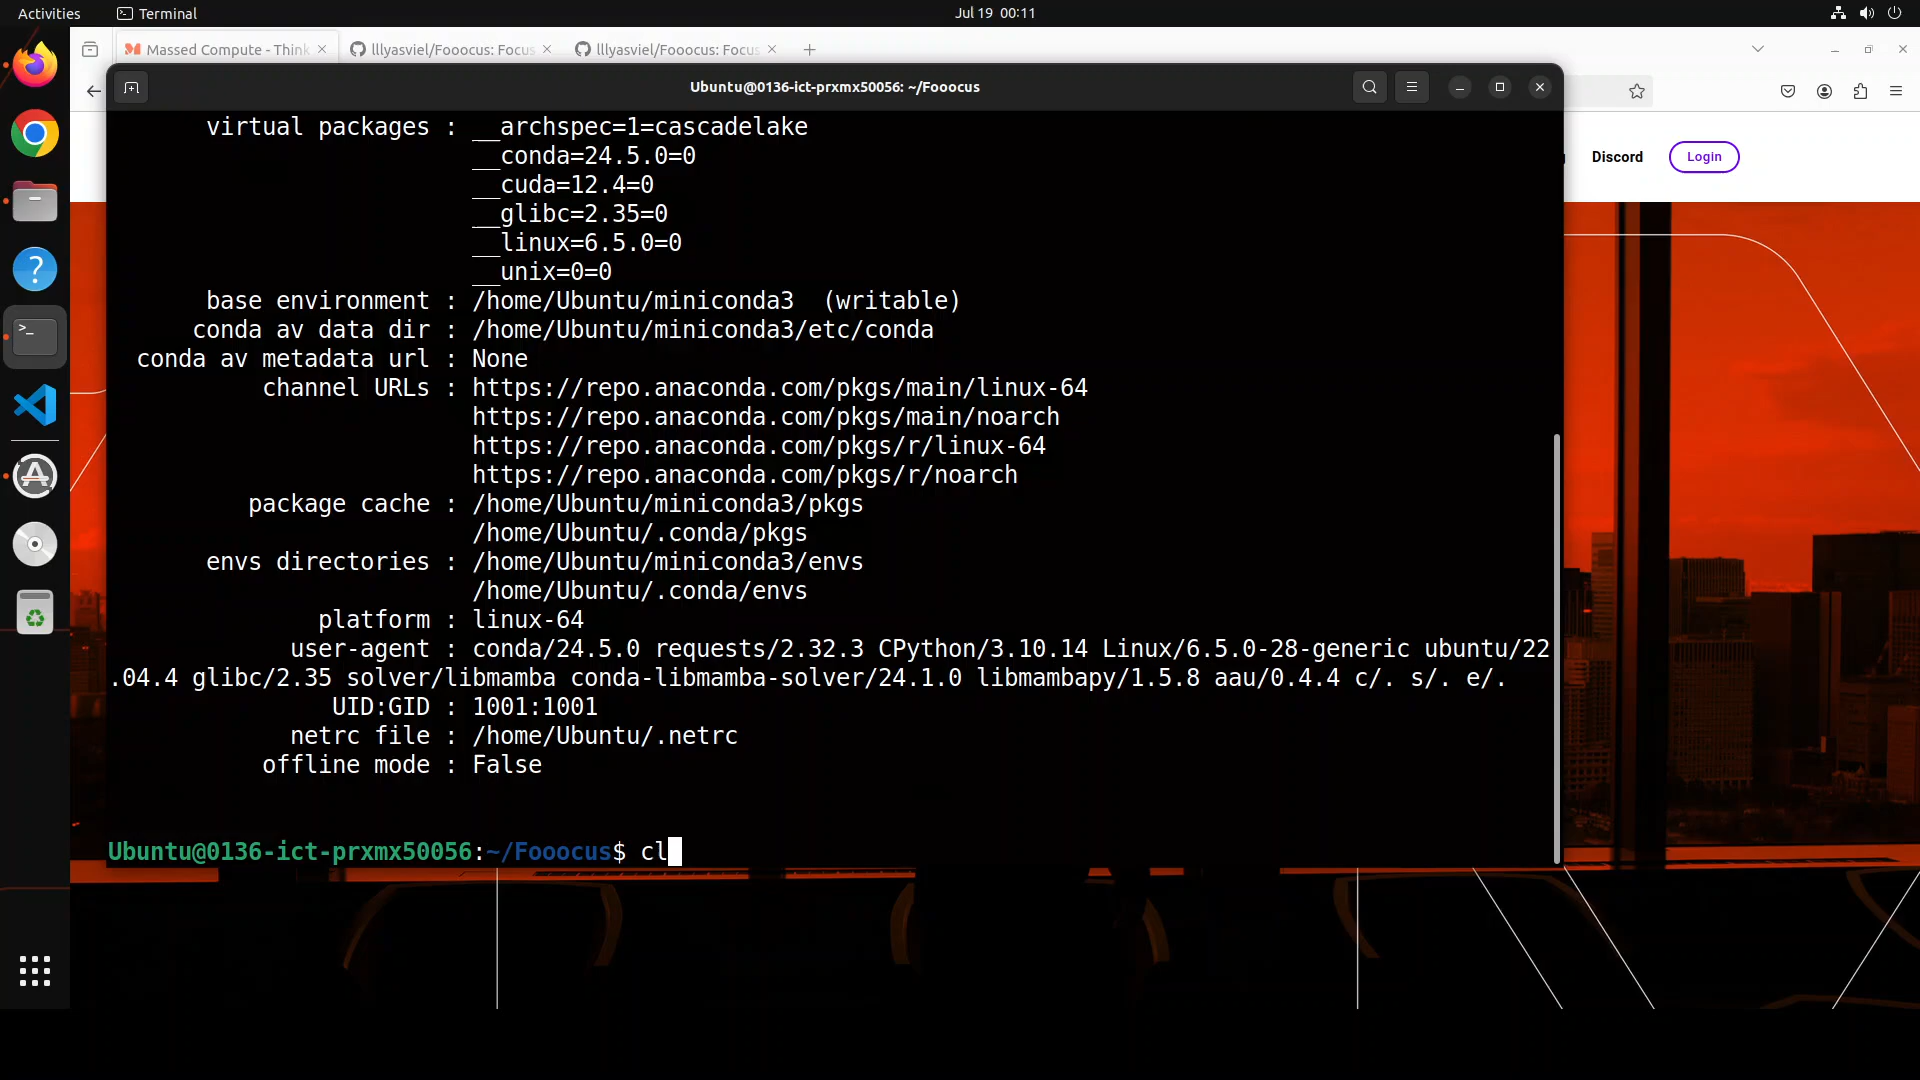 Activities
Terminal
Jul 19 00:11
Massed Compute - Think
lllyasviel/Fooocus: Focus
lllyasviel/Fooocus: Focus
Ubuntu@0136-ict-prxmx50056: ~/Fooocus
Discord
Login
virtual packages : __archspec=1=cascadelake
__conda=24.5.0=0
__cuda=12.4=0
__glibc=2.35=0
__linux=6.5.0=0
__unix=0=0
base environment : /home/Ubuntu/miniconda3 (writable)
conda av data dir : /home/Ubuntu/miniconda3/etc/conda
conda av metadata url : None
channel URLs : https://repo.anaconda.com/pkgs/main/linux-64
https://repo.anaconda.com/pkgs/main/noarch
https://repo.anaconda.com/pkgs/r/linux-64
https://repo.anaconda.com/pkgs/r/noarch
package cache : /home/Ubuntu/miniconda3/pkgs
/home/Ubuntu/.conda/pkgs
envs directories : /home/Ubuntu/miniconda3/envs
/home/Ubuntu/.conda/envs
platform : linux-64
user-agent : conda/24.5.0 requests/2.32.3 CPython/3.10.14 Linux/6.5.0-28-generic ubuntu/22
.04.4 glibc/2.35 solver/libmamba conda-libmamba-solver/24.1.0 libmambapy/1.5.8 aau/0.4.4 c/. s/. e/.
UID:GID : 1001:1001
netrc file : /home/Ubuntu/.netrc
offline mode : False
Ubuntu@0136-ict-prxmx50056:~/Fooocus$ cl